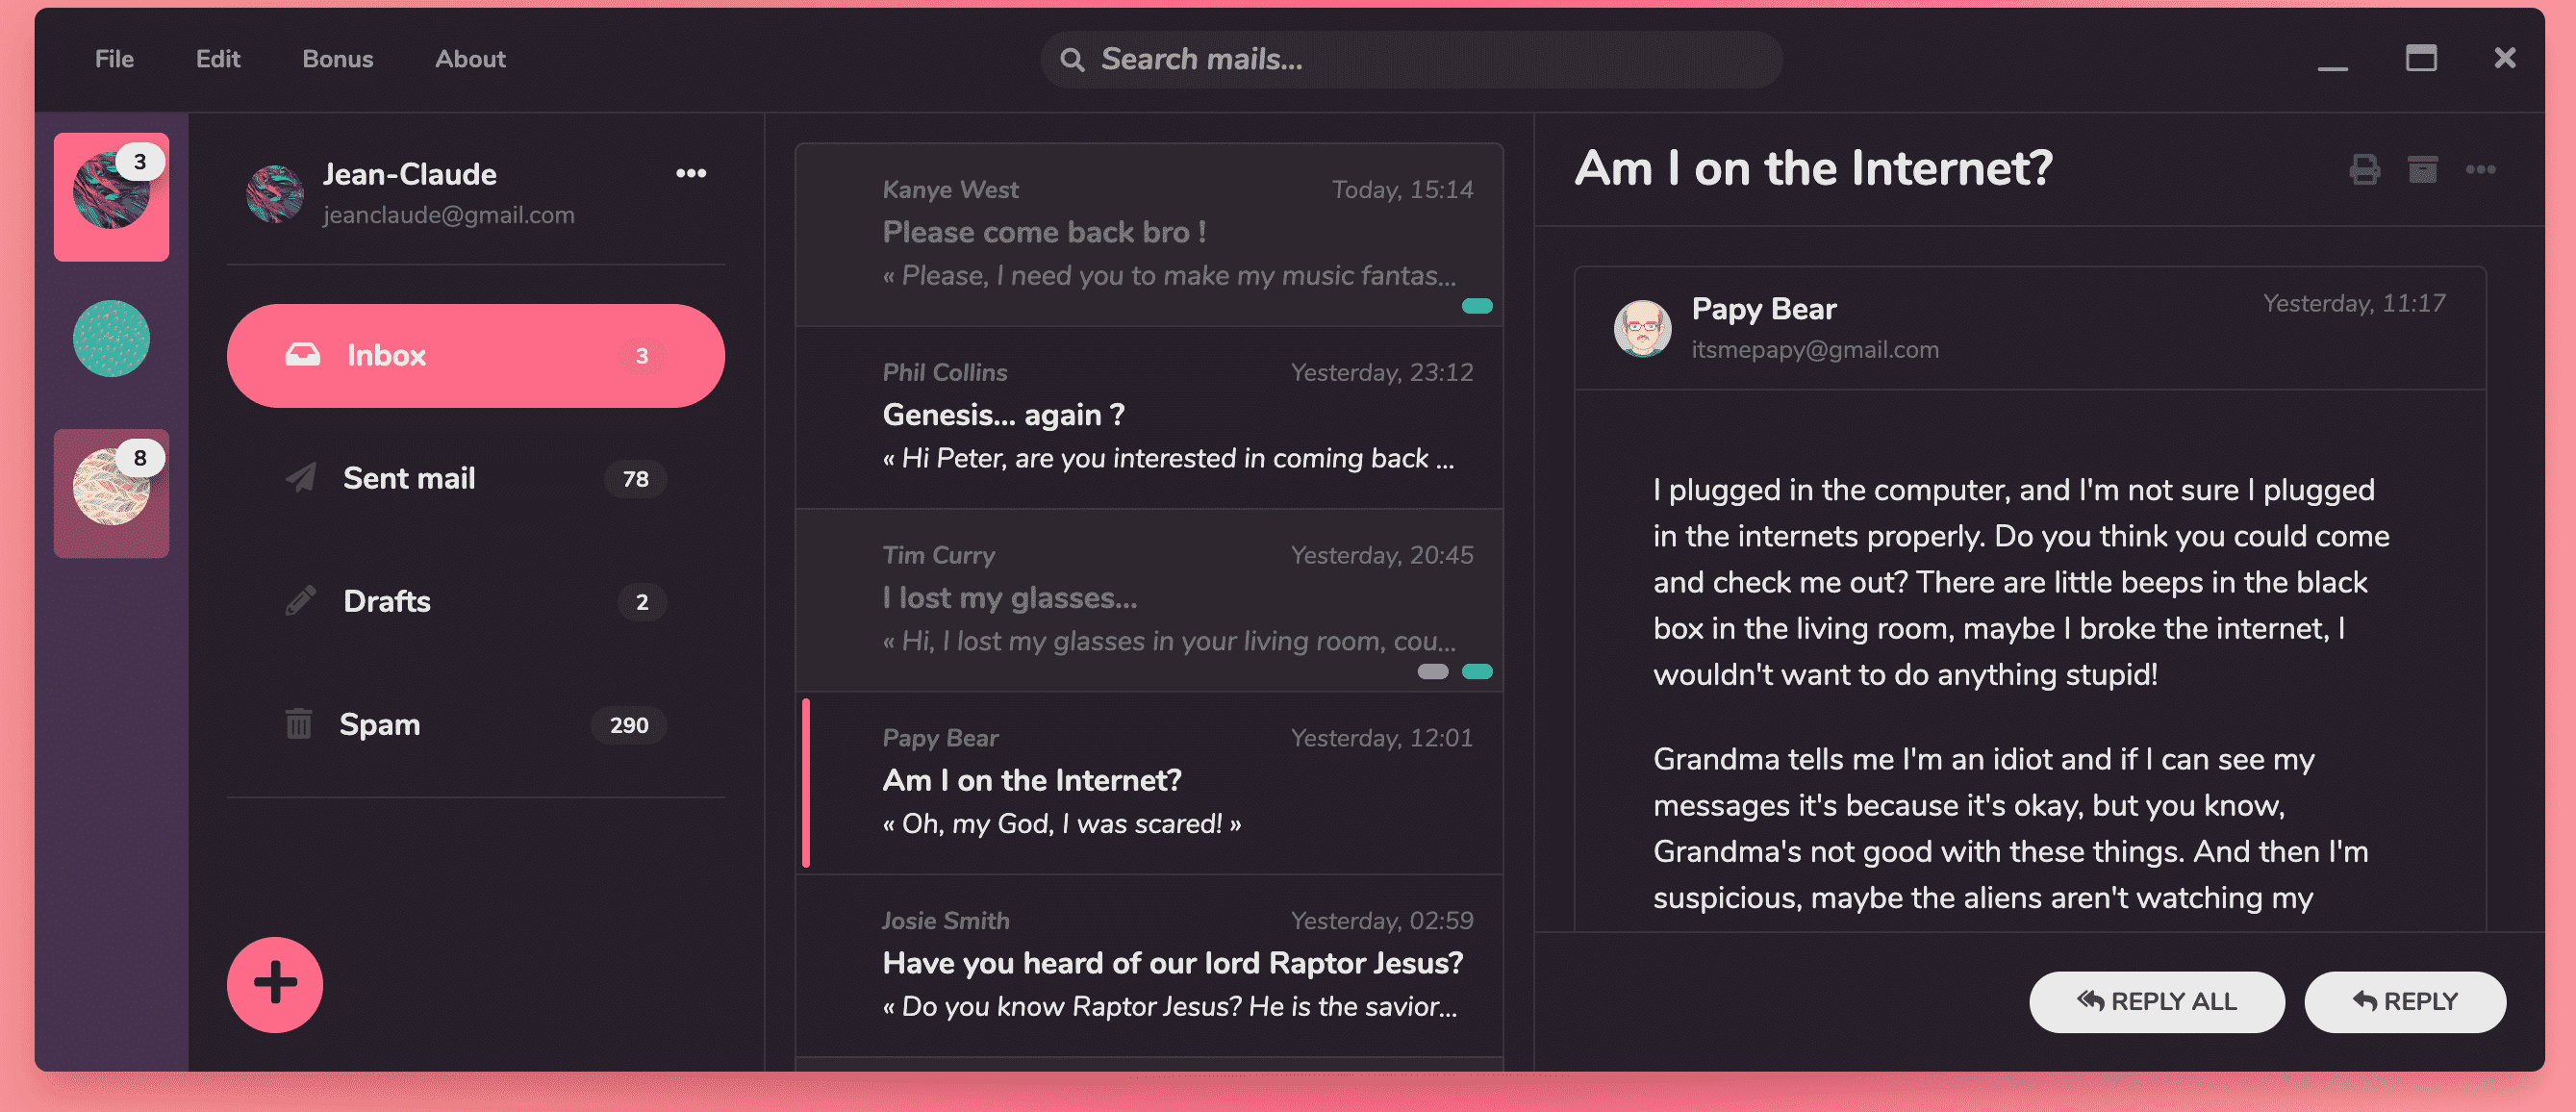 File Edit Bonus About
Search mails...
3
8
Jean-Claude
jeanclaude@gmail.com
Inbox 3
Sent mail 78
Drafts 2
Spam 290
Kanye West Today, 15:14
Please come back bro !
« Please, I need you to make my music fantas...
Phil Collins Yesterday, 23:12
Genesis... again ?
« Hi Peter, are you interested in coming back ...
Tim Curry Yesterday, 20:45
I lost my glasses...
« Hi, I lost my glasses in your living room, cou...
Papy Bear Yesterday, 12:01
Am I on the Internet?
« Oh, my God, I was scared! »
Josie Smith Yesterday, 02:59
Have you heard of our lord Raptor Jesus?
« Do you know Raptor Jesus? He is the savior...
Am I on the Internet?
Papy Bear Yesterday, 11:17
itsmepapy@gmail.com
I plugged in the computer, and I'm not sure I plugged
in the internets properly. Do you think you could come
and check me out? There are little beeps in the black
box in the living room, maybe I broke the internet, I
wouldn't want to do anything stupid!
Grandma tells me I'm an idiot and if I can see my
messages it's because it's okay, but you know,
Grandma's not good with these things. And then I'm
suspicious, maybe the aliens aren't watching my
REPLY ALL REPLY